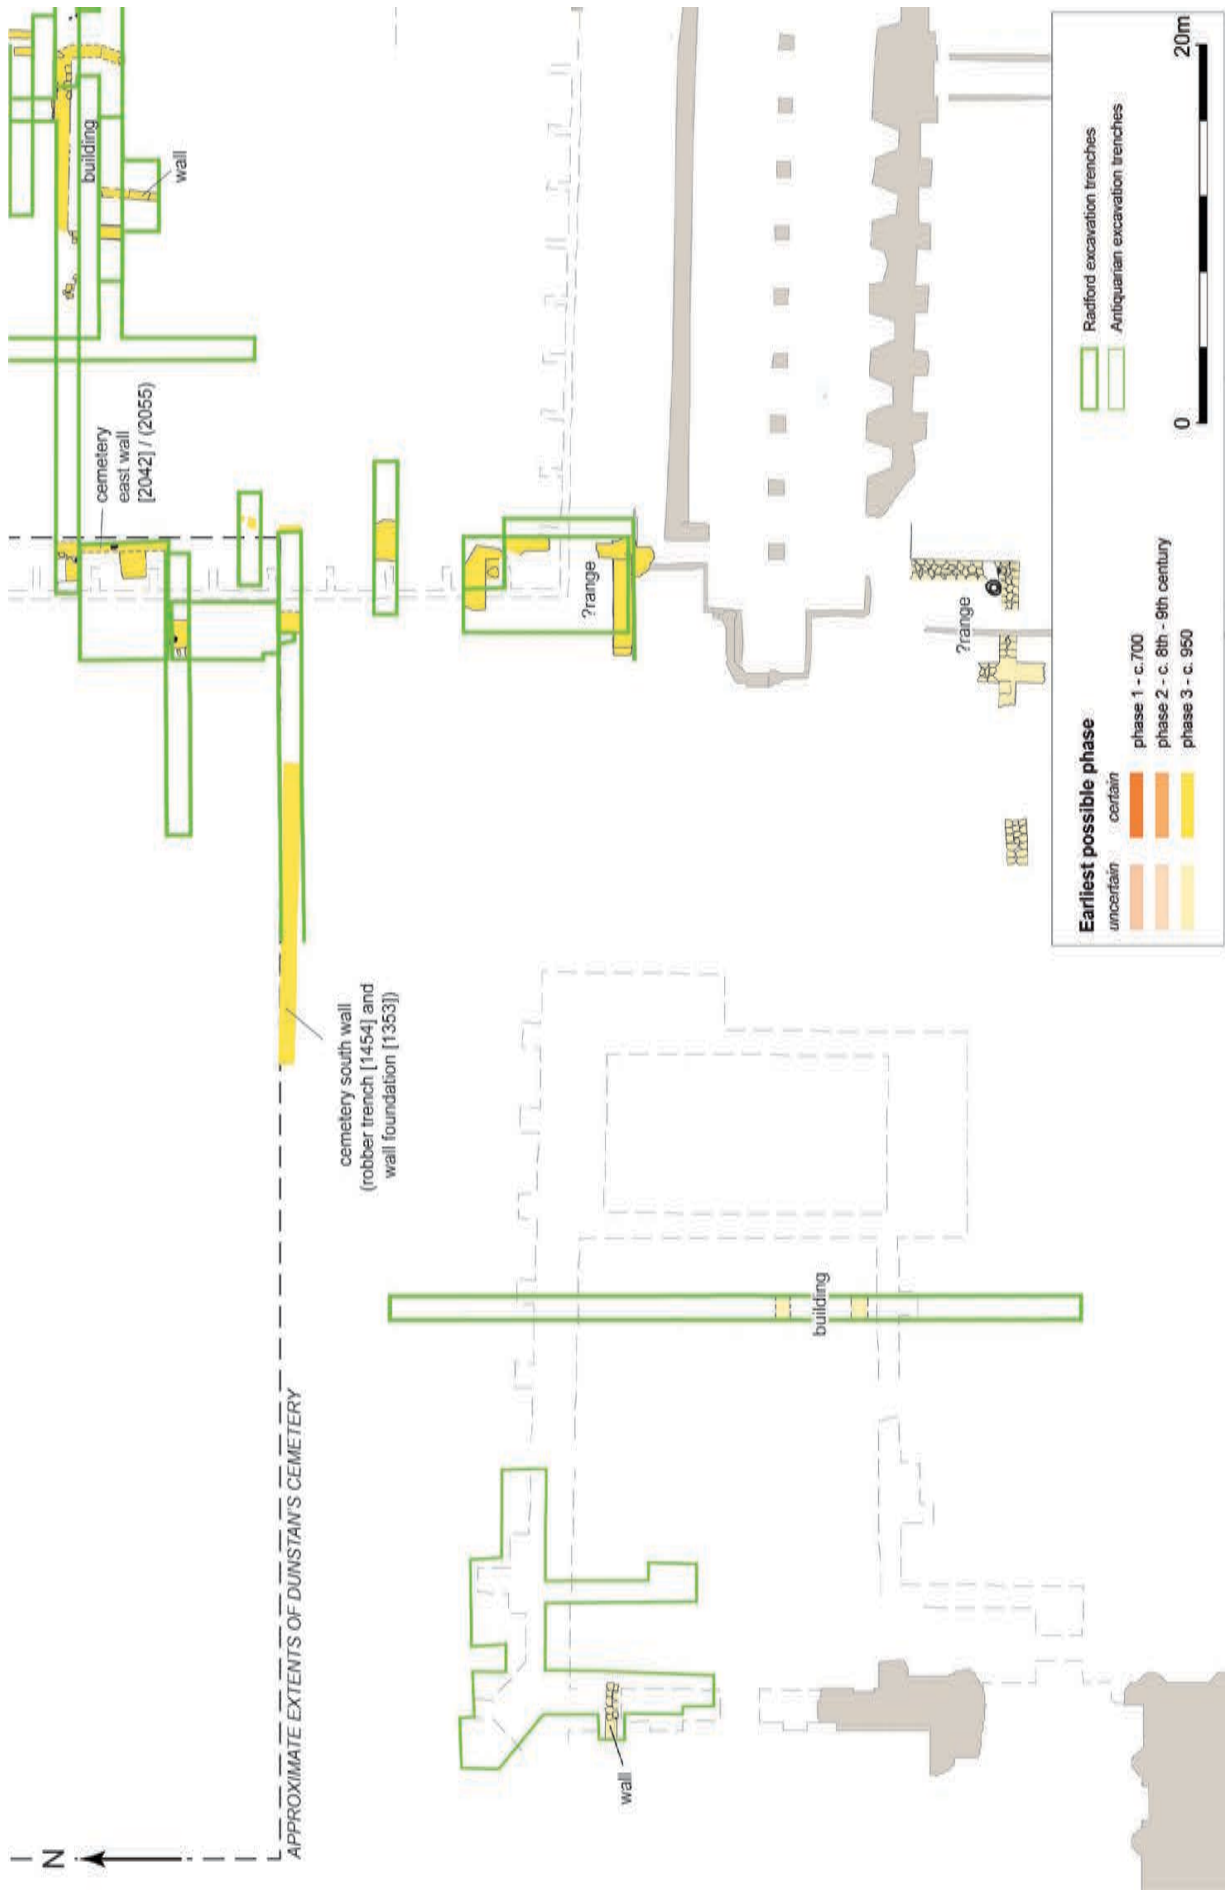 building
wall
cemetery
east wall
[2042] / (2055)
?range
?range
cemetery south wall
(robber trench [1454] and
wall foundation [1353])
building
wall
APPROXIMATE EXTENTS OF DUNSTAN'S CEMETERY
N
Earliest possible phase
uncertain certain
phase 1 - c.700
phase 2 - c. 8th - 9th century
phase 3 - c. 950
Radford excavation trenches
Antiquarian excavation trenches
0 20m